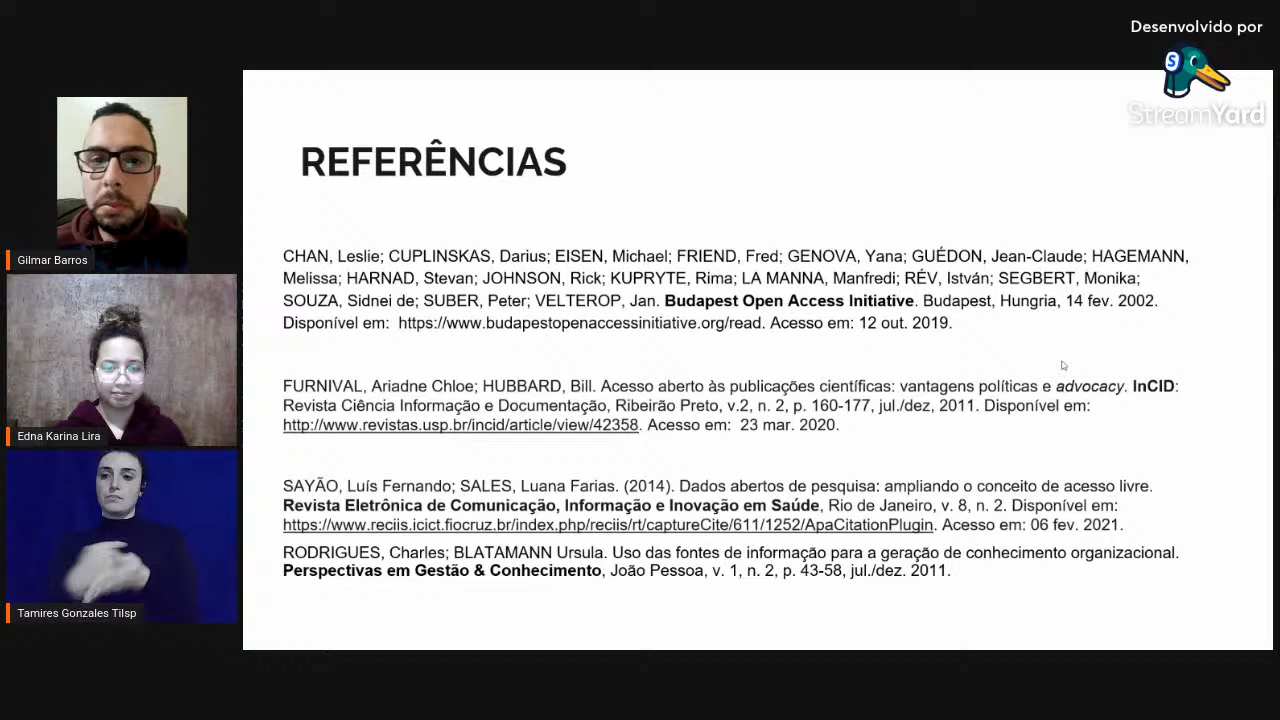 Desenvolvido por
S
StreamYard
REFERÊNCIAS
CHAN, Leslie; CUPLINSKAS, Darius; EISEN, Michael; FRIEND, Fred; GENOVA, Yana; GUÉDON, Jean-Claude; HAGEMANN,
Melissa; HARNAD, Stevan; JOHNSON, Rick; KUPRYTE, Rima; LA MANNA, Manfredi; RÉV, István; SEGBERT, Monika;
SOUZA, Sidnei de; SUBER, Peter; VELTEROP, Jan. Budapest Open Access Initiative. Budapest, Hungria, 14 fev. 2002.
Disponível em: https://www.budapestopenaccessinitiative.org/read. Acesso em: 12 out. 2019.
FURNIVAL, Ariadne Chloe; HUBBARD, Bill. Acesso aberto às publicações científicas: vantagens políticas e advocacy. InCID:
Revista Ciência Informação e Documentação, Ribeirão Preto, v.2, n. 2, p. 160-177, jul./dez, 2011. Disponível em:
http://www.revistas.usp.br/incid/article/view/42358. Acesso em: 23 mar. 2020.
SAYÃO, Luís Fernando; SALES, Luana Farias. (2014). Dados abertos de pesquisa: ampliando o conceito de acesso livre.
Revista Eletrônica de Comunicação, Informação e Inovação em Saúde, Rio de Janeiro, v. 8, n. 2. Disponível em:
https://www.reciis.icict.fiocruz.br/index.php/reciis/rt/captureCite/611/1252/ApaCitationPlugin. Acesso em: 06 fev. 2021.
RODRIGUES, Charles; BLATAMANN Ursula. Uso das fontes de informação para a geração de conhecimento organizacional.
Perspectivas em Gestão & Conhecimento, João Pessoa, v. 1, n. 2, p. 43-58, jul./dez. 2011.
Gilmar Barros
Edna Karina Lira
Tamires Gonzales Tilsp